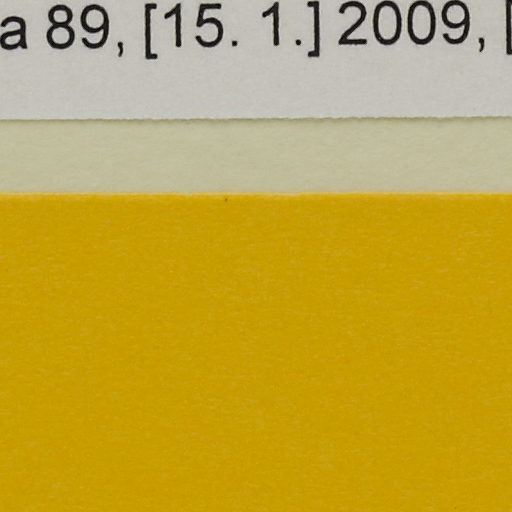 a 89, [15. 1.] 2009, [